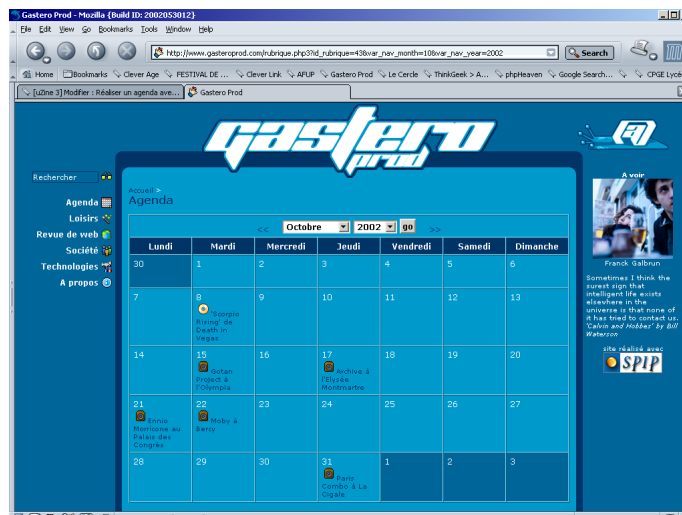 Gastero Prod - Mozilla {Build ID: 2002053012}
File Edit View Go Bookmarks Tools Window Help
http://www.gasteroprod.com/rubrique.php3?id_rubrique=43&var_nav_month=10&var_nav_year=2002
Search
Home Bookmarks Clever Age FESTIVAL DE ... Clever Link AFUP Gastero Prod Le Cercle ThinkGeek > A... phpHeaven Google Search... CPGE Lycé
[uZine 3] Modifier : Réaliser un agenda ave... Gastero Prod
gastero
prod
Rechercher
Agenda
Loisirs
Revue de web
Société
Technologies
A propos
Accueil >
Agenda
<< Octobre 2002 go >>
Lundi Mardi Mercredi Jeudi Vendredi Samedi Dimanche
30 1 2 3 4 5 6
7 8 9 10 11 12 13
'Scorpio
Rising' de
Death in
Vegas
14 15 16 17 18 19 20
Gotan
Project à
l'Olympia
Archive à
l'Elysée
Montmartre
21 22 23 24 25 26 27
Ennio
Morricone au
Palais des
Congrès
Moby à
Bercy
28 29 30 31 1 2 3
Paris
Combo à La
Cigale
A voir
Franck Galbrun
Sometimes I think the
surest sign that
intelligent life exists
elsewhere in the
universe is that none of
it has tried to contact us.
'Calvin and Hobbes' by Bill
Waterson
site réalisé avec
SPIP